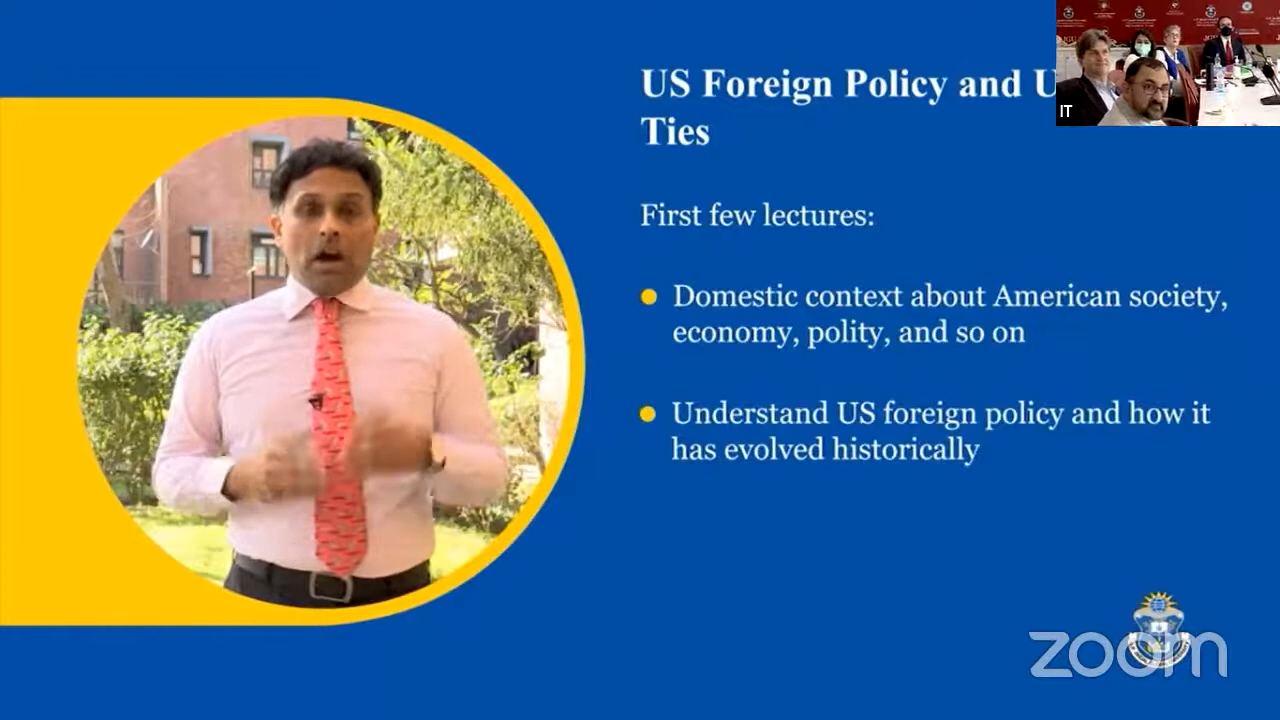 US Foreign Policy and U
Ties
First few lectures:
Domestic context about American society,
economy, polity, and so on
Understand US foreign policy and how it
has evolved historically
IT
JGU
zoom